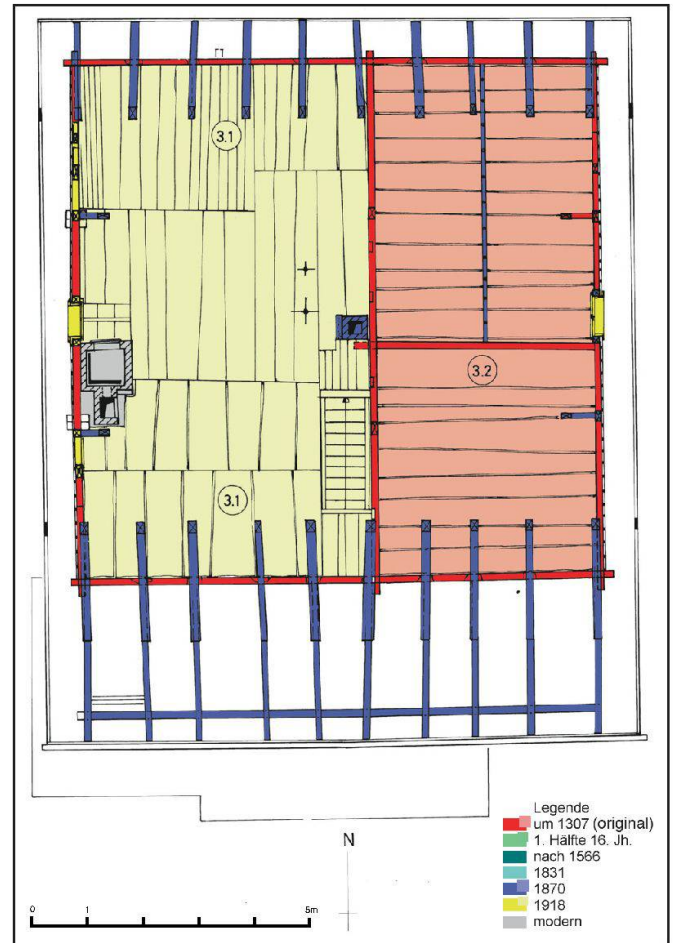 3.1
3.2
3.1
N
0 1 5m
Legende
um 1307 (original)
1. Hälfte 16. Jh.
nach 1566
1831
1870
1918
modern